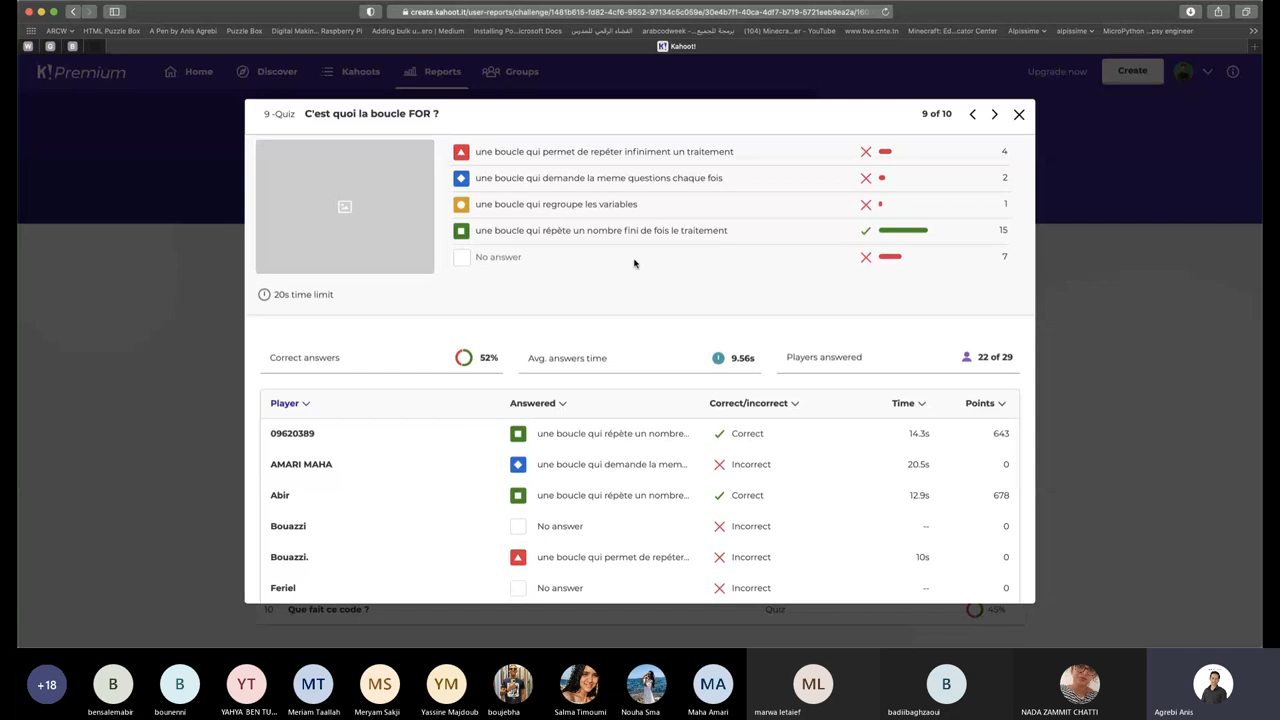 create.kahoot.it/user-reports/challenge/1481b615-fd82-4cf6-9552-97134c5c059e/30e4b7f1-40ca-4df7-b719-5721eeb9ea2a/160
ARCW HTML Puzzle Box A Pen by Anis Agrebi Puzzle Box Digital Makin... Raspberry Pi Adding bulk u...ero | Medium Installing Po...icrosoft Docs القضاء الرقمي للمدرس arabcodweek - برمجة للجميع... (104) Minecra...er - YouTube www.bve.cnte.tn Minecraft: Ed...cator Center Alpissime alpissime MicroPython ...psy engineer
W G B Kahoot!
K!Premium Home Discover Kahoots Reports Groups Upgrade now Create
9 -Quiz C'est quoi la boucle FOR ? 9 of 10
une boucle qui permet de repéter infiniment un traitement 4
une boucle qui demande la meme questions chaque fois 2
une boucle qui regroupe les variables 1
une boucle qui répète un nombre fini de fois le traitement 15
No answer 7
20s time limit
Correct answers 52% Avg. answers time 9.56s Players answered 22 of 29
Player Answered Correct/incorrect Time Points
09620389 une boucle qui répète un nombre... Correct 14.3s 643
AMARI MAHA une boucle qui demande la mem... Incorrect 20.5s 0
Abir une boucle qui répète un nombre... Correct 12.9s 678
Bouazzi No answer Incorrect -- 0
Bouazzi. une boucle qui permet de repéter... Incorrect 10s 0
Feriel No answer Incorrect -- 0
10 Que fait ce code ? Quiz 45%
+18 B B YT MT MS YM MA ML B
bensalemabir bounenni YAHYA BEN TU... Meriam Taallah Meryam Sakji Yassine Majdoub boujebha Salma Timoumi Nouha Sma Maha Amari marwa letaief badiibaghzaoui NADA ZAMMIT CHATTI Agrebi Anis